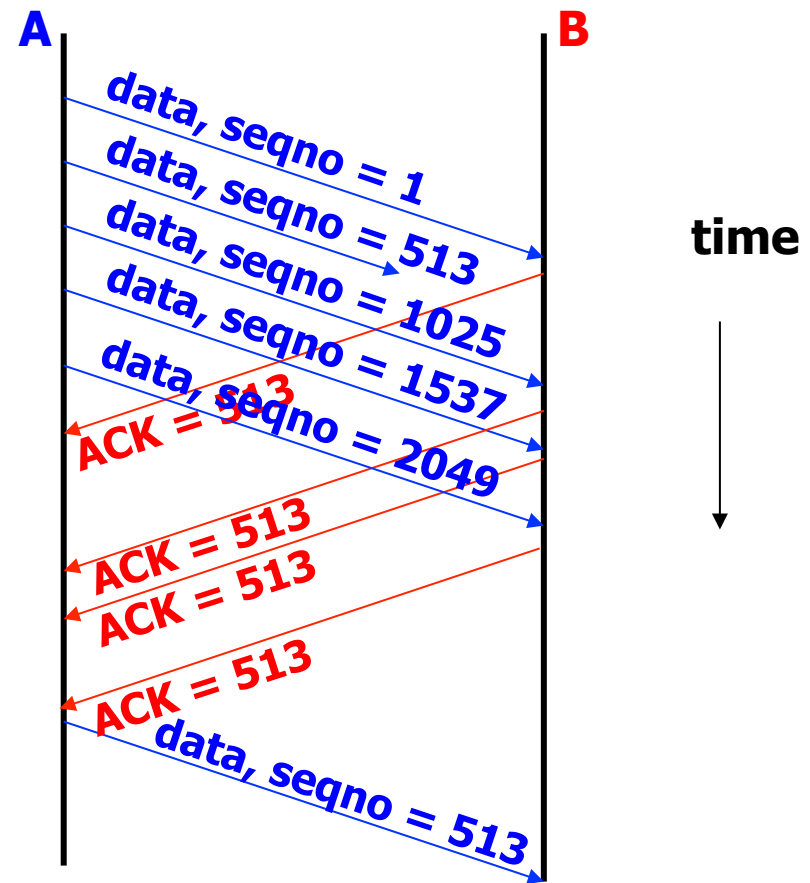 A
B
data, seqno = 1
data, seqno = 513
data, seqno = 1025
data, seqno = 1537
data, seqno = 2049
time
ACK = 513
ACK = 513
ACK = 513
ACK = 513
data, seqno = 513